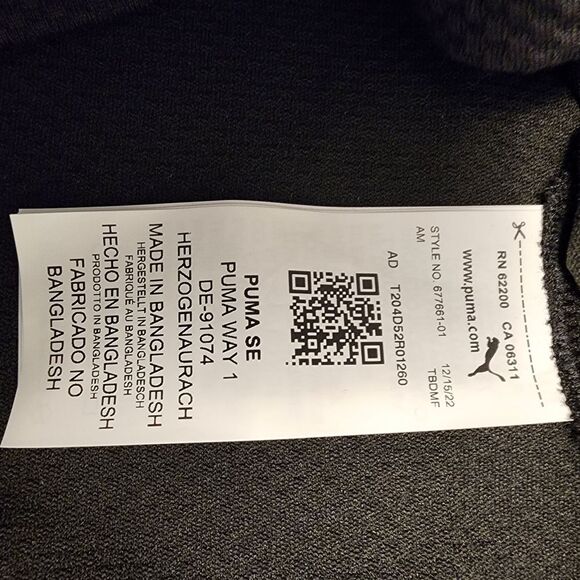 RN 62200 CA 06311
www.puma.com
STYLE NO. 677661-01 12/15/22
AM TBDMF
AD T204D52R01260
PUMA SE
PUMA WAY 1
DE-91074
HERZOGENAURACH
MADE IN BANGLADESH
HERGESTELLT IN BANGLADESCH
FABRIQUÉ AU BANGLADESH
HECHO EN BANGLADESH
PRODOTTO IN BANGLADESH
FABRICADO NO
BANGLADESH